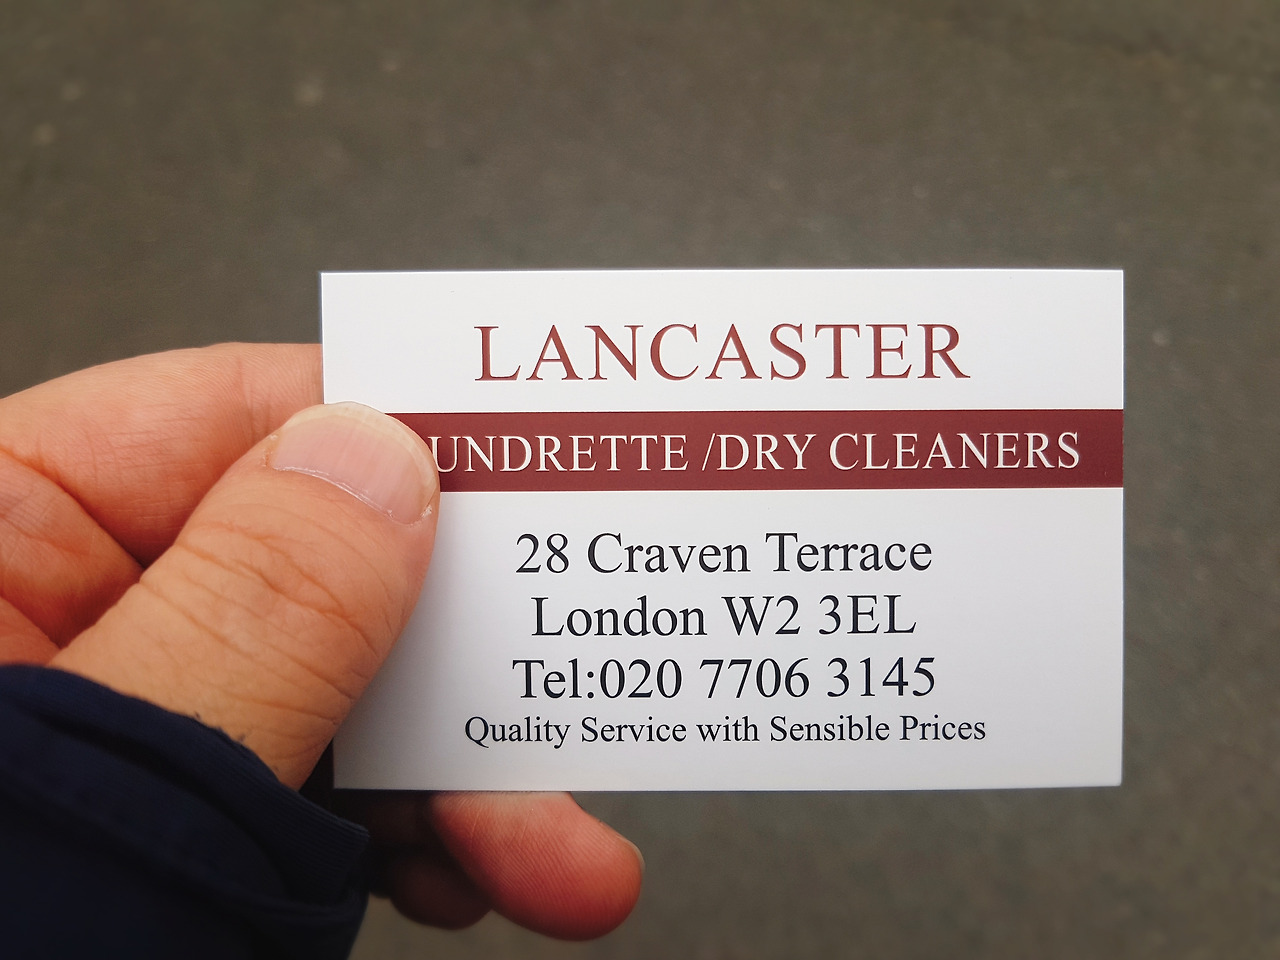 LANCASTER
UNDRETTE /DRY CLEANERS
28 Craven Terrace
London W2 3EL
Tel:020 7706 3145
Quality Service with Sensible Prices